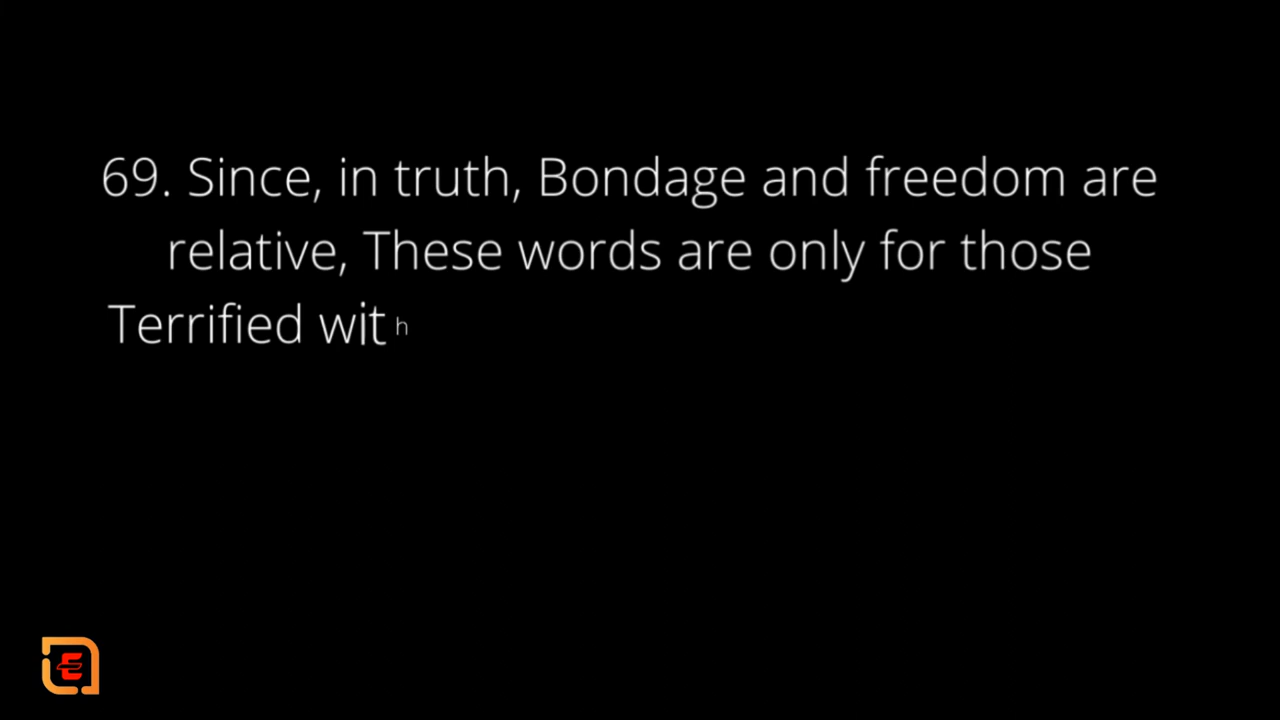 69. Since, in truth, Bondage and freedom are
relative, These words are only for those
Terrified with